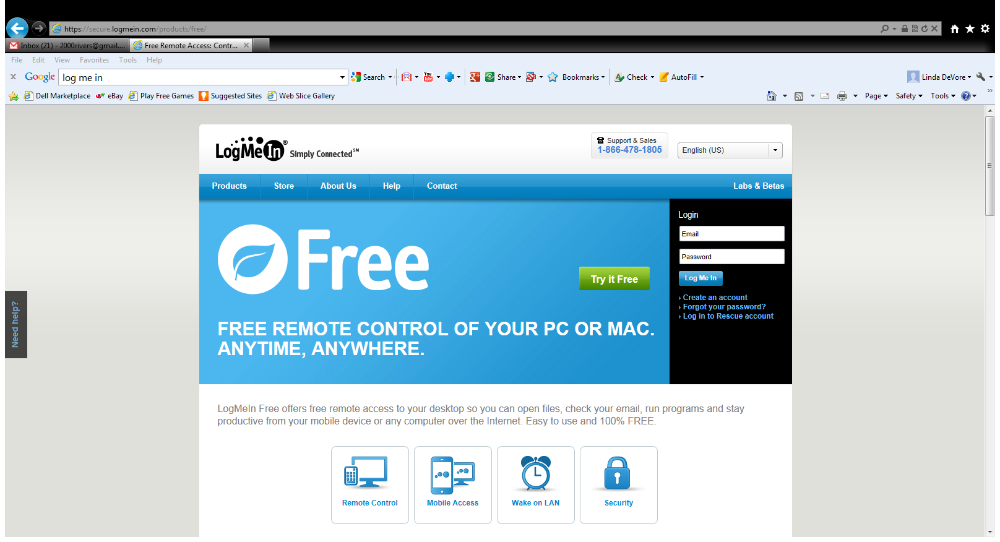 https://secure.logmein.com/products/free/
Inbox (21) - 2000rivers@gmail....
Free Remote Access: Contr...
File Edit View Favorites Tools Help
x Google log me in Search Share Bookmarks Check AutoFill Linda DeVore
Dell Marketplace eBay Play Free Games Suggested Sites Web Slice Gallery Page Safety Tools
LogMeIn® Simply Connected℠
Support & Sales
1-866-478-1805
English (US)
Products Store About Us Help Contact Labs & Betas
Free
Try it Free
FREE REMOTE CONTROL OF YOUR PC OR MAC.
ANYTIME, ANYWHERE.
Login
Email
Password
Log Me In
Create an account
Forgot your password?
Log in to Rescue account
Need help?
LogMeIn Free offers free remote access to your desktop so you can open files, check your email, run programs and stay
productive from your mobile device or any computer over the Internet. Easy to use and 100% FREE.
Remote Control
Mobile Access
Wake on LAN
Security